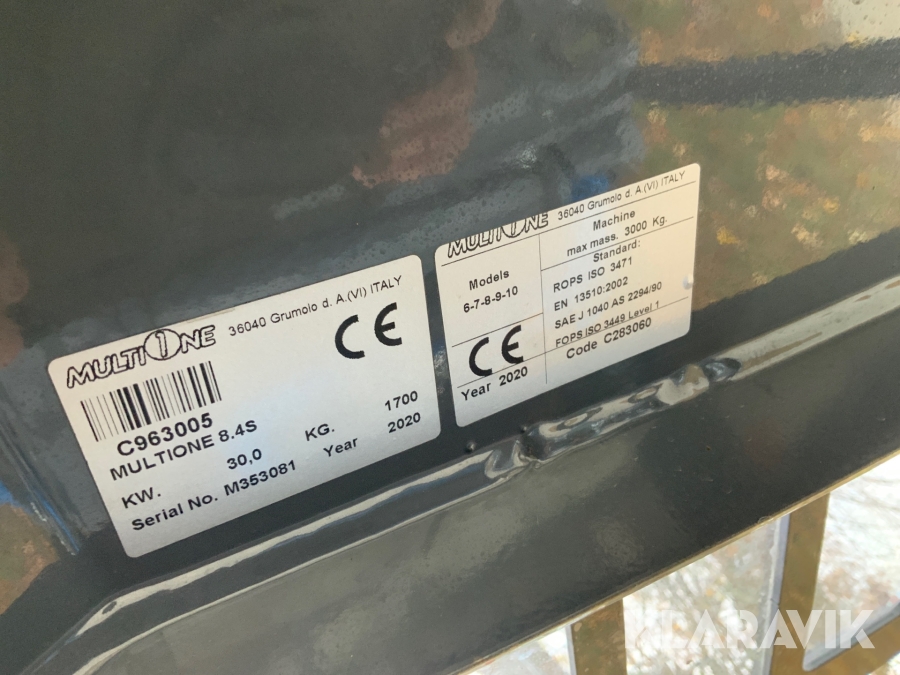 MULTIONE 36040 Grumolo d. A.(VI) ITALY
CE
C963005
MULTIONE 8.4S
KW. 30,0 KG. 1700
Serial No. M353081 Year 2020
MULTIONE 36040 Grumolo d. A.(VI) ITALY
Models
6-7-8-9-10
CE
Year 2020
Machine
max mass. 3000 Kg.
Standard:
ROPS ISO 3471
EN 13510:2002
SAE J 1040 AS 2294/90
FOPS ISO 3449 Level 1
Code C283060
KLARAVIK